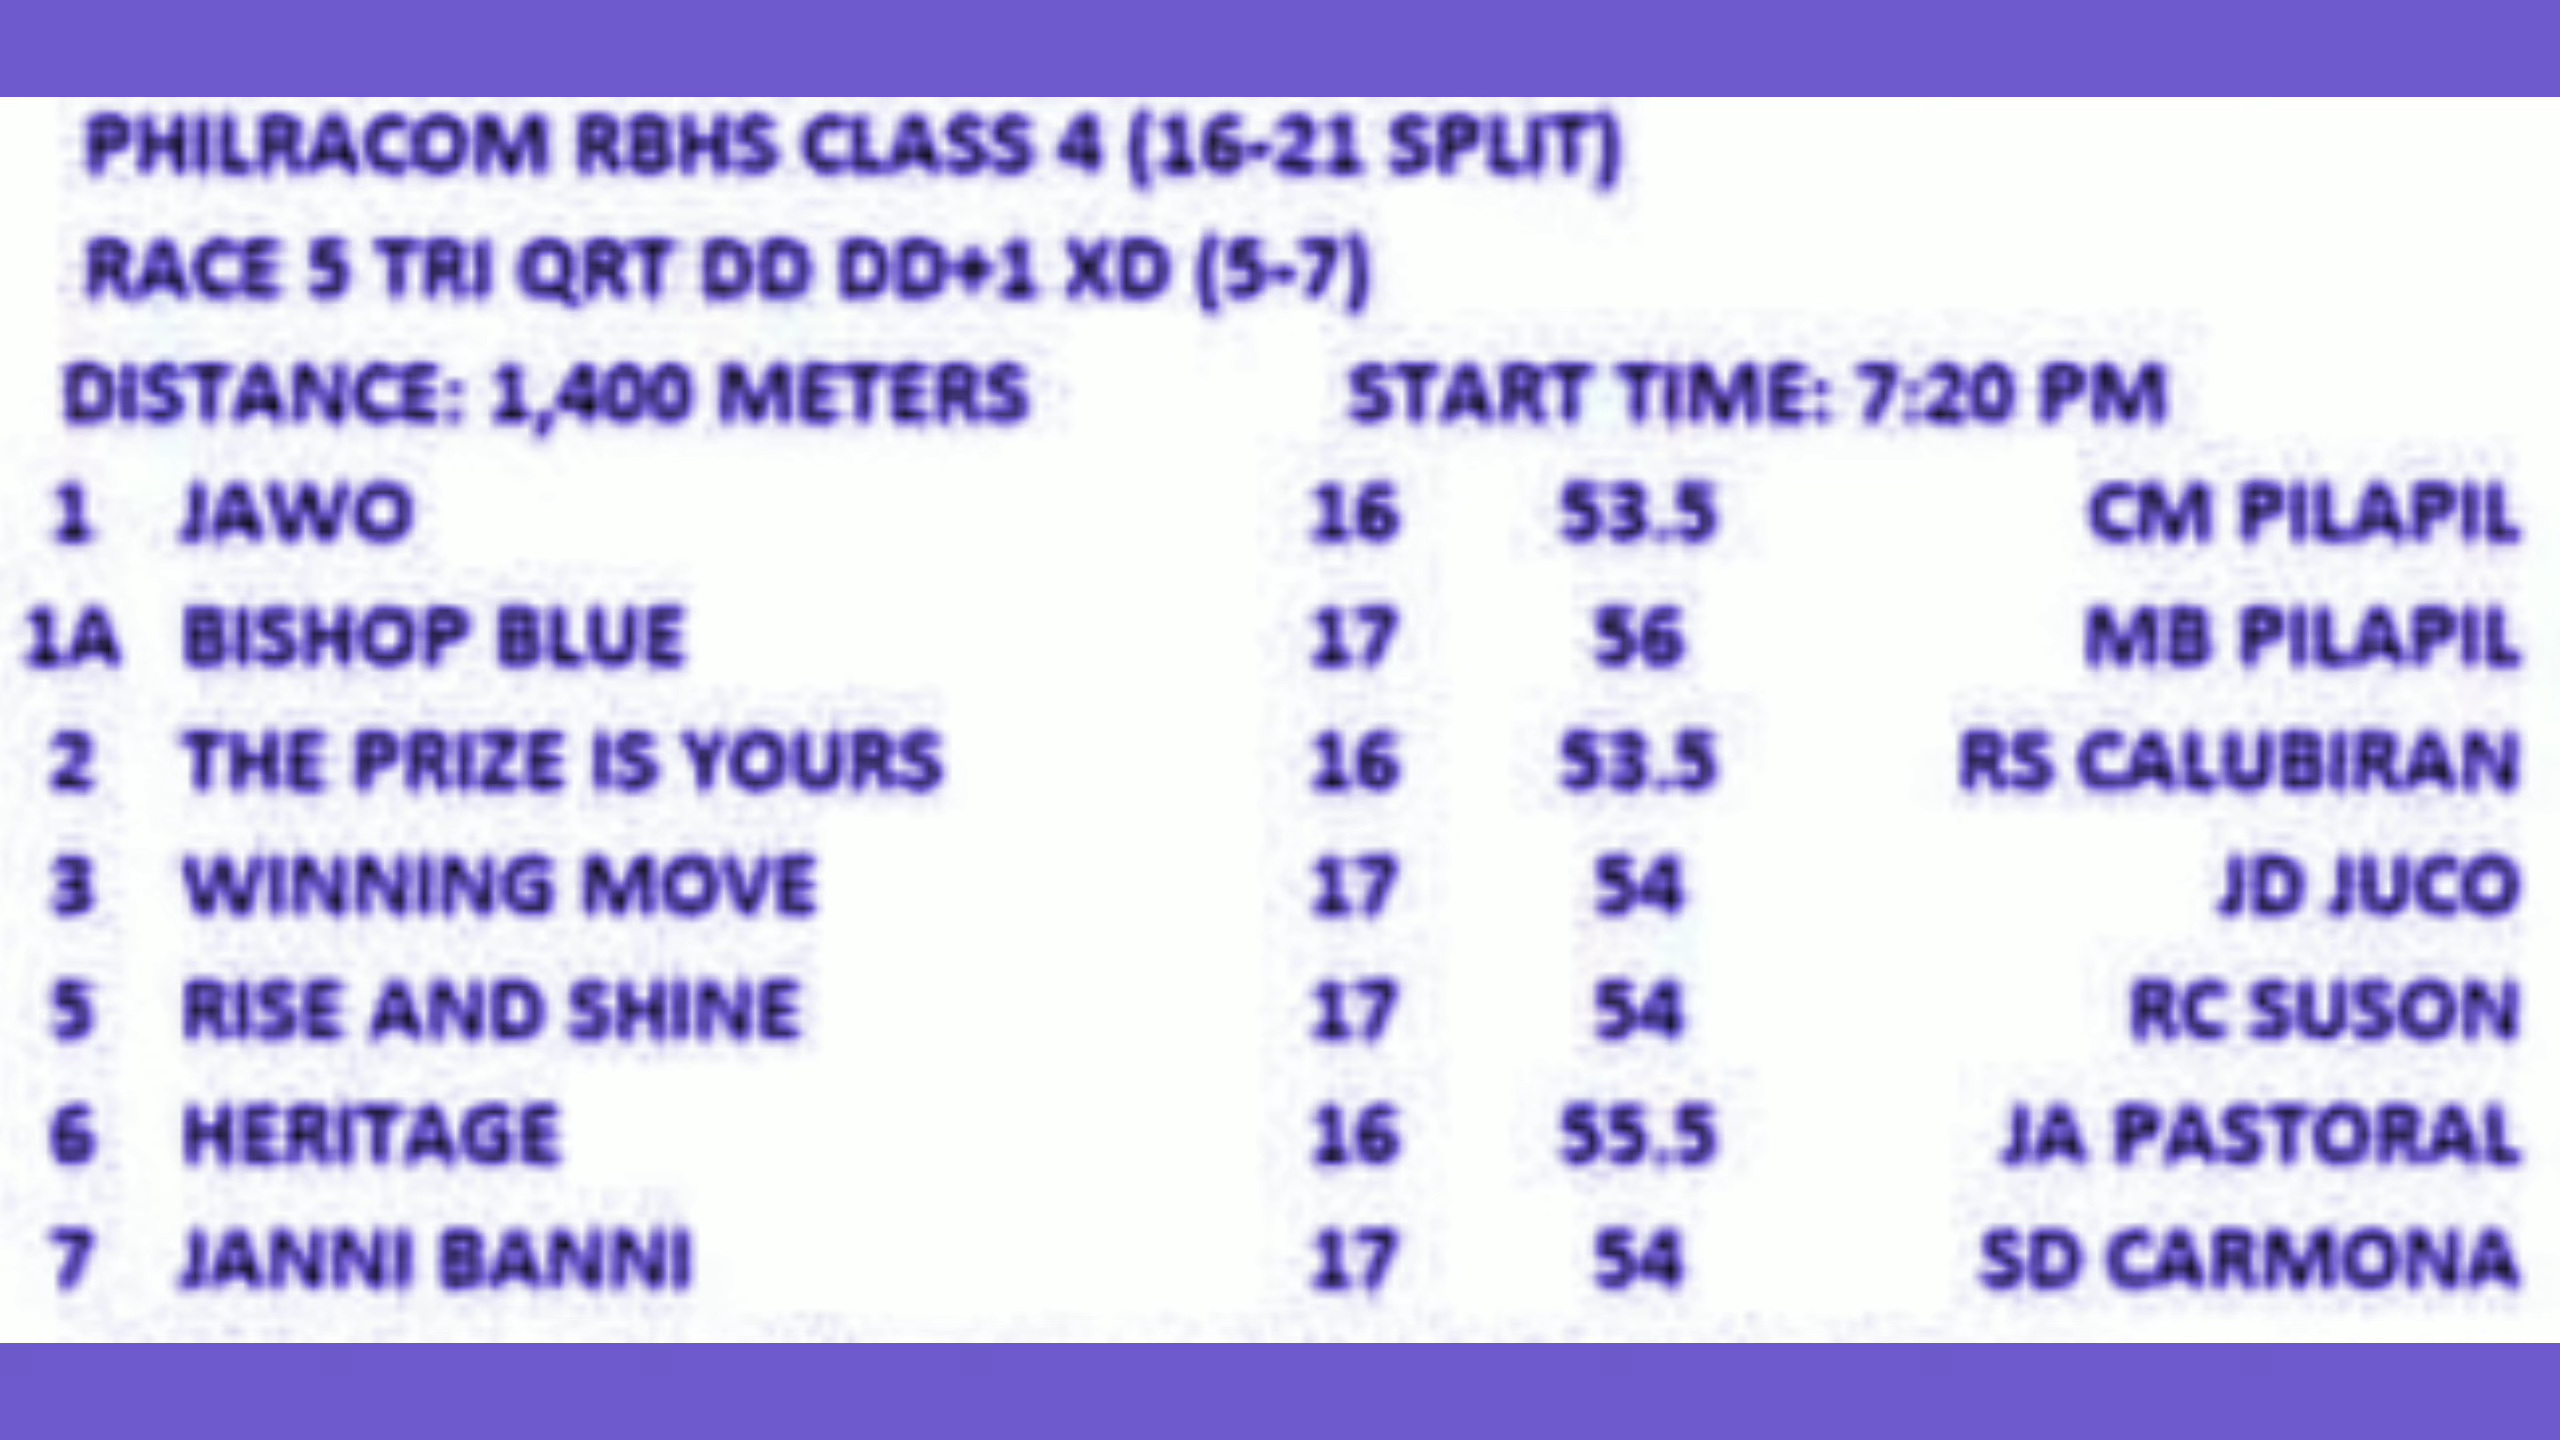 PHILRACOM RBHS CLASS 4 (16-21 SPLIT)
RACE 5 TRI QRT DD DD+1 XD (5-7)
DISTANCE: 1,400 METERS START TIME: 7:20 PM
1 JAWO 16 53.5 CM PILAPIL
1A BISHOP BLUE 17 56 MB PILAPIL
2 THE PRIZE IS YOURS 16 53.5 RS CALUBIRAN
3 WINNING MOVE 17 54 JD JUCO
5 RISE AND SHINE 17 54 RC SUSON
6 HERITAGE 16 55.5 JA PASTORAL
7 JANNI BANNI 17 54 SD CARMONA